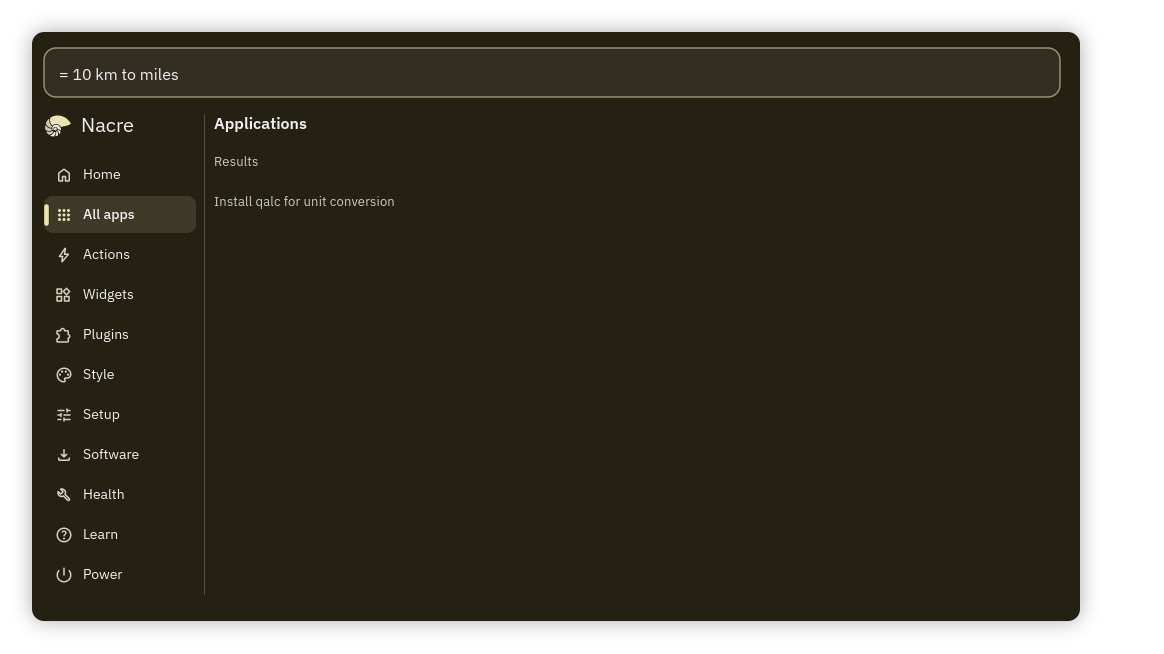 = 10 km to miles
Nacre
Home
All apps
Actions
Widgets
Plugins
Style
Setup
Software
Health
Learn
Power
Applications
Results
Install qalc for unit conversion